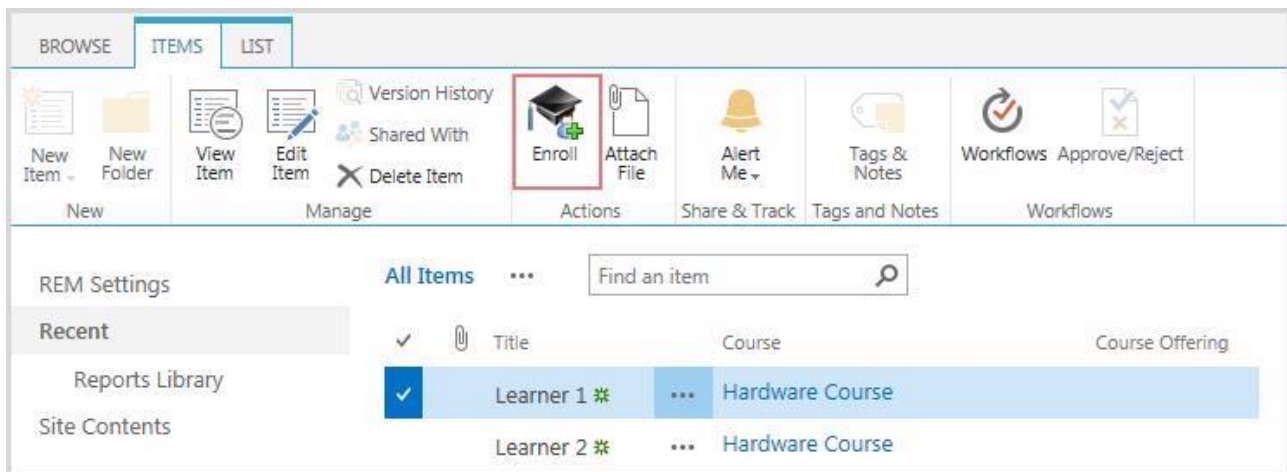 BROWSE ITEMS LIST
New Item
New Folder
View Item
Edit Item
Version History
Shared With
Delete Item
Enroll
Attach File
Alert Me
Tags & Notes
Workflows
Approve/Reject
New
Manage
Actions
Share & Track
Tags and Notes
Workflows
REM Settings
Recent
Reports Library
Site Contents
All Items ...
Find an item
Title Course Course Offering
Learner 1 ... Hardware Course
Learner 2 ... Hardware Course